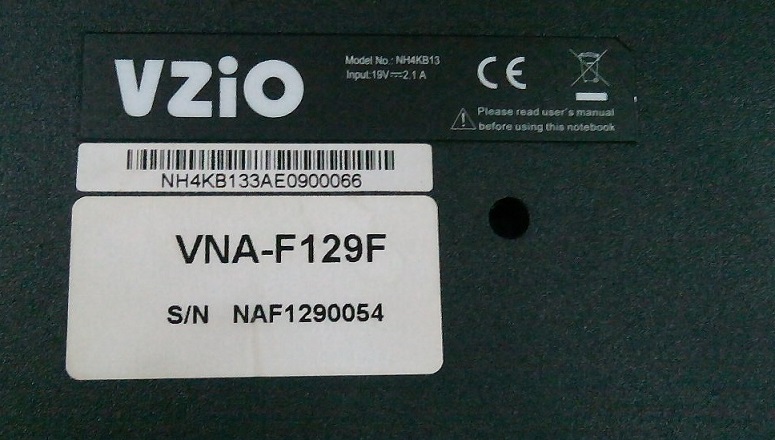 VZiO
Model No.: NH4KB13
Input:19V⎓2.1 A
CE
Please read user's manual
before using this notebook
NH4KB133AE0900066
VNA-F129F
S/N NAF1290054